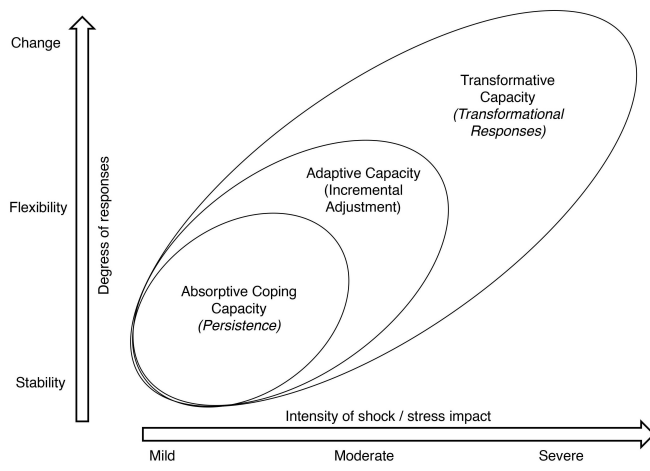 Change
Transformative
Capacity
(Transformational
Responses)
Adaptive Capacity
(Incremental
Adjustment)
Flexibility
Degress of responses
Absorptive Coping
Capacity
(Persistence)
Stability
Intensity of shock / stress impact
Mild
Moderate
Severe